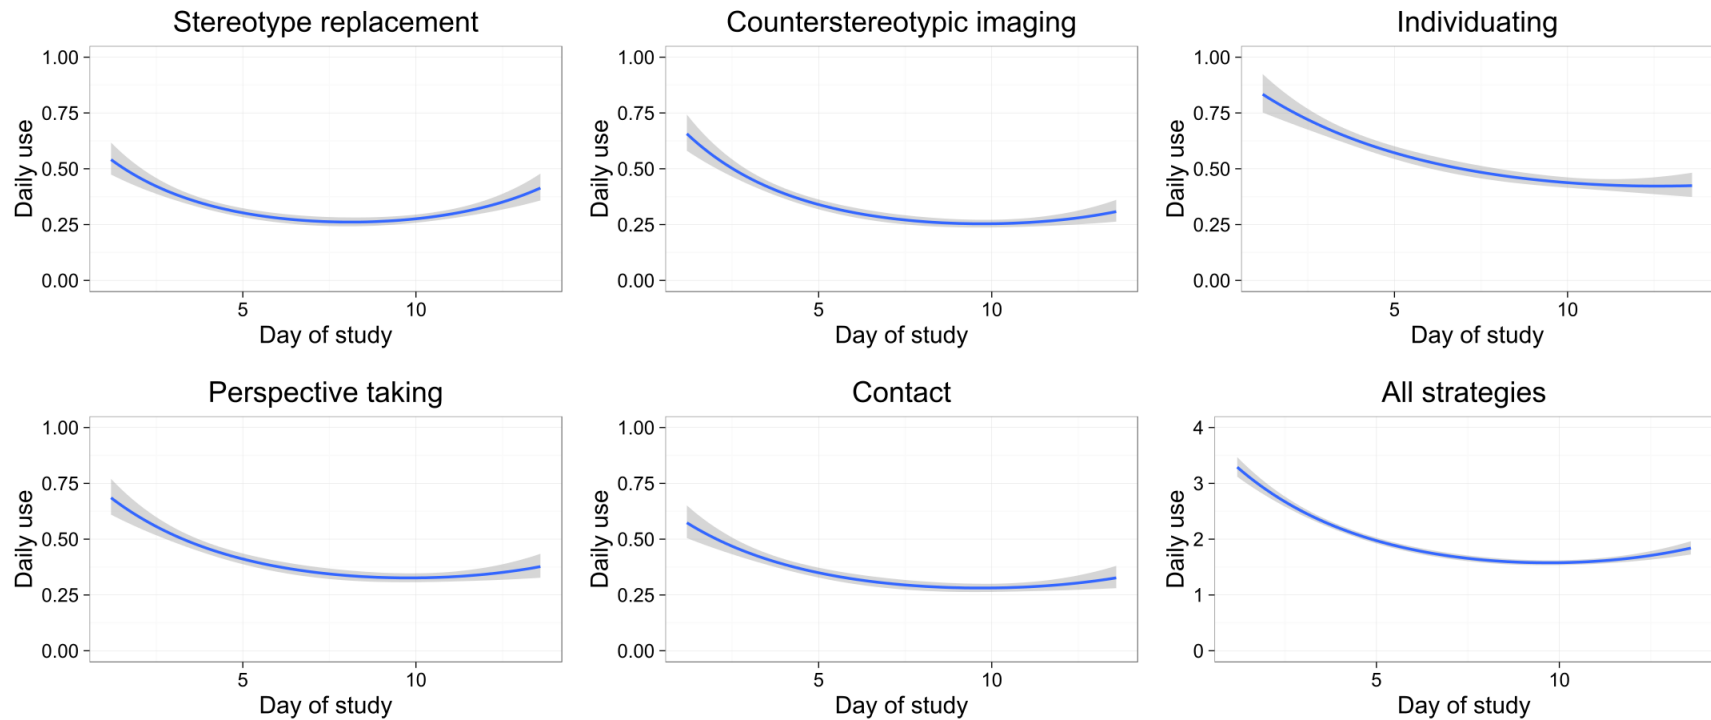 Stereotype replacement
Counterstereotypic imaging
Individuating
1.00
0.75
0.50
0.25
0.00
Daily use
5
10
Day of study
1.00
0.75
0.50
0.25
0.00
Daily use
5
10
Day of study
1.00
0.75
0.50
0.25
0.00
Daily use
5
10
Day of study
Perspective taking
Contact
All strategies
1.00
0.75
0.50
0.25
0.00
Daily use
5
10
Day of study
1.00
0.75
0.50
0.25
0.00
Daily use
5
10
Day of study
4
3
2
1
0
Daily use
5
10
Day of study